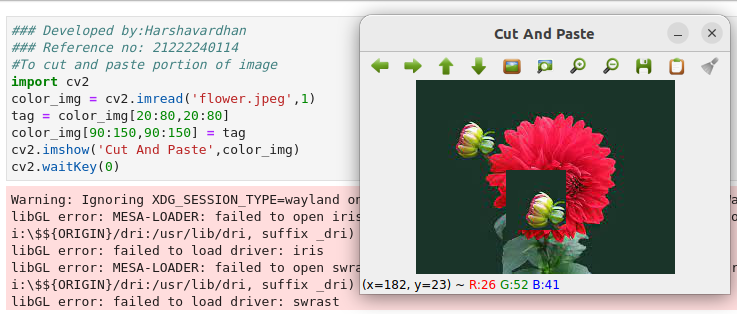 ### Developed by:Harshavardhan
### Reference no: 21222240114
#To cut and paste portion of image
import cv2
color_img = cv2.imread('flower.jpeg',1)
tag = color_img[20:80,20:80]
color_img[90:150,90:150] = tag
cv2.imshow('Cut And Paste',color_img)
cv2.waitKey(0)
Warning: Ignoring XDG_SESSION_TYPE=wayland on
libGL error: MESA-LOADER: failed to open iris
i:\$${ORIGIN}/dri:/usr/lib/dri, suffix _dri)
libGL error: failed to load driver: iris
libGL error: MESA-LOADER: failed to open swra
i:\$${ORIGIN}/dri:/usr/lib/dri, suffix _dri)
libGL error: failed to load driver: swrast
Cut And Paste
(x=182, y=23) ~ R:26 G:52 B:41